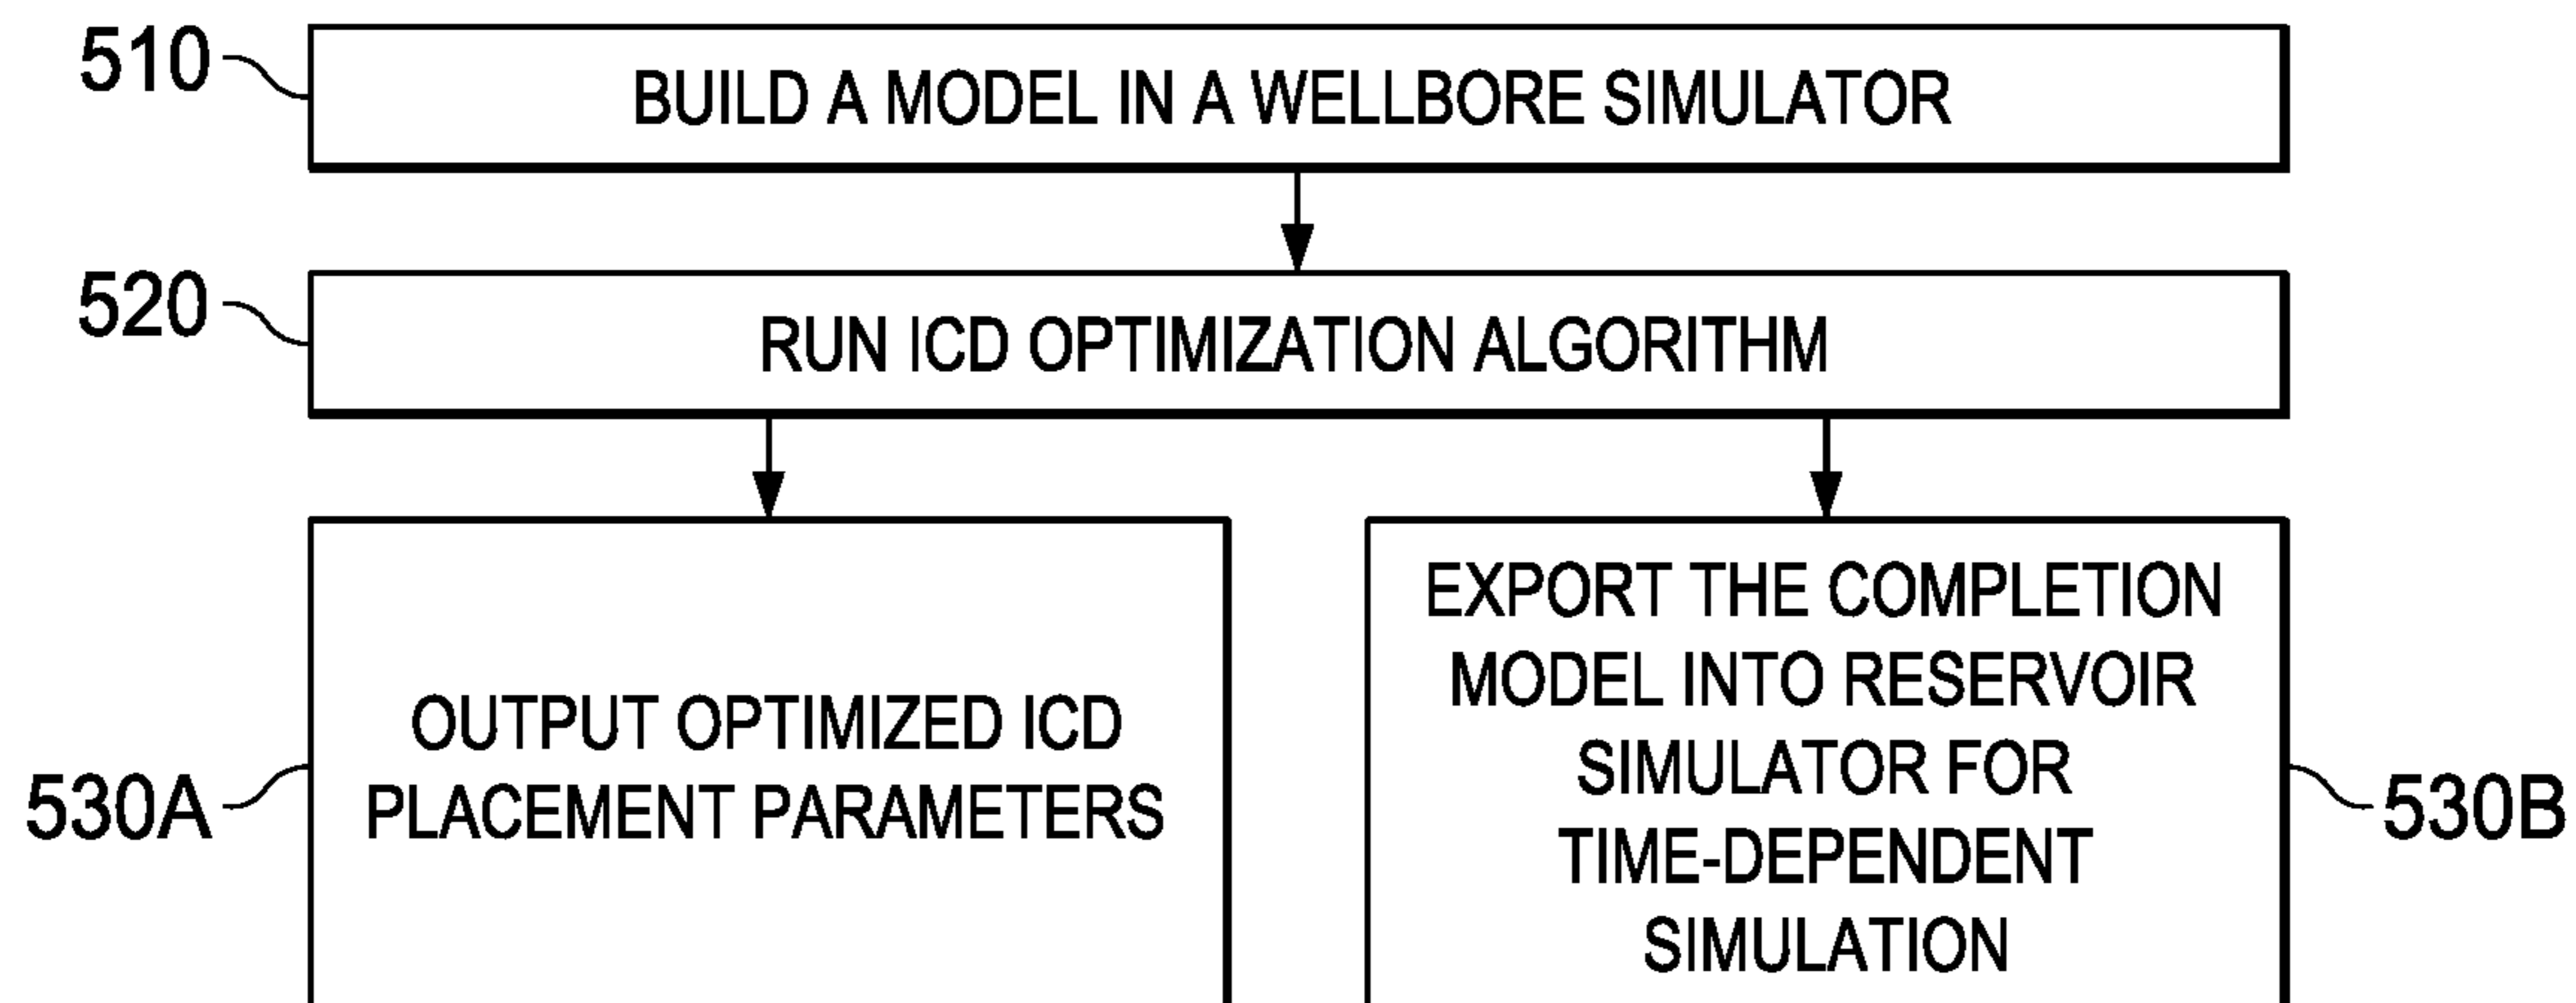 510
BUILD A MODEL IN A WELLBORE SIMULATOR
520
RUN ICD OPTIMIZATION ALGORITHM
530A
OUTPUT OPTIMIZED ICD
PLACEMENT PARAMETERS
EXPORT THE COMPLETION
MODEL INTO RESERVOIR
SIMULATOR FOR
TIME-DEPENDENT
SIMULATION
530B